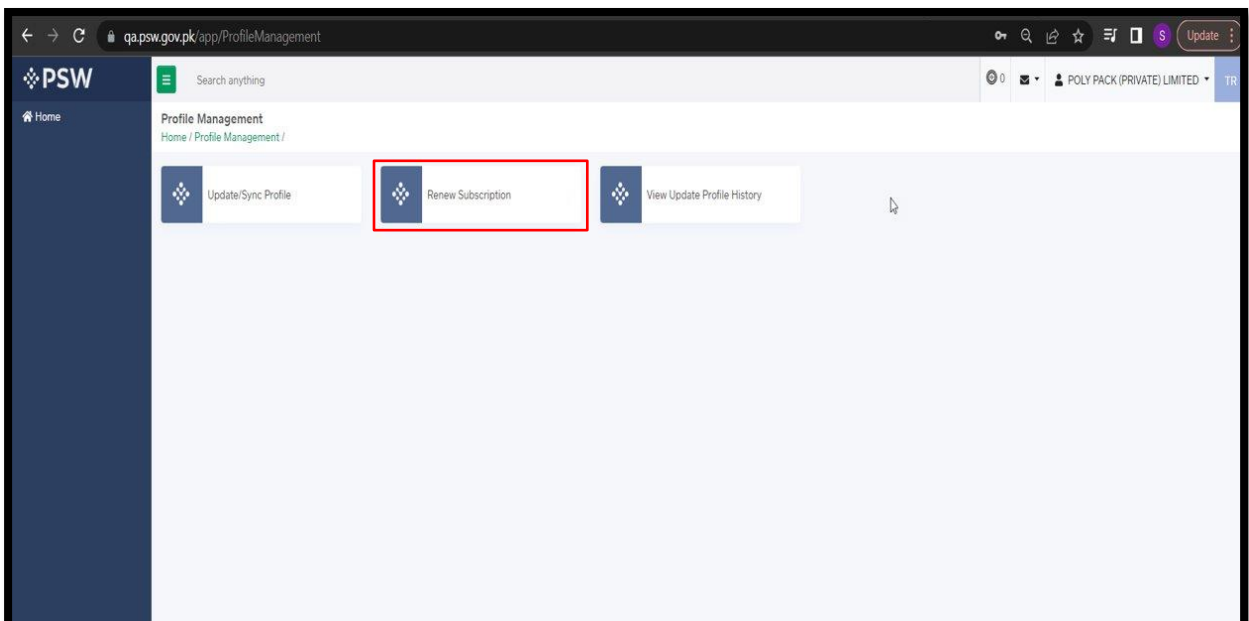 qa.psw.gov.pk/app/ProfileManagement
S
Update
PSW
Search anything
0
POLY PACK (PRIVATE) LIMITED
TR
Home
Profile Management
Home / Profile Management /
Update/Sync Profile
Renew Subscription
View Update Profile History